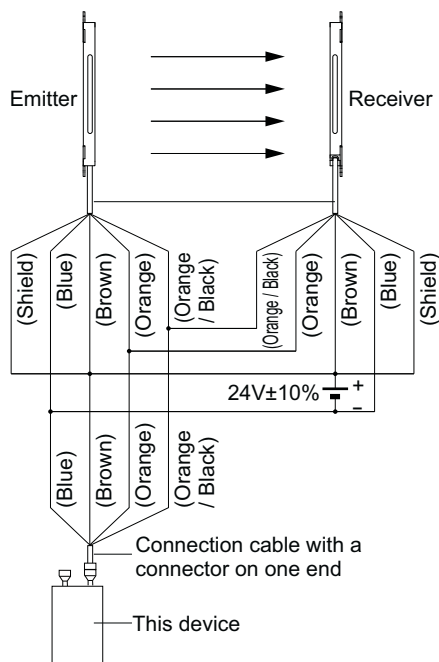 Emitter
Receiver
(Shield)
(Blue)
(Brown)
(Orange)
(Orange
/ Black)
(Orange / Black)
(Orange)
(Brown)
(Blue)
(Shield)
24V±10%
+
–
(Blue)
(Brown)
(Orange)
(Orange
/ Black)
Connection cable with a
connector on one end
This device